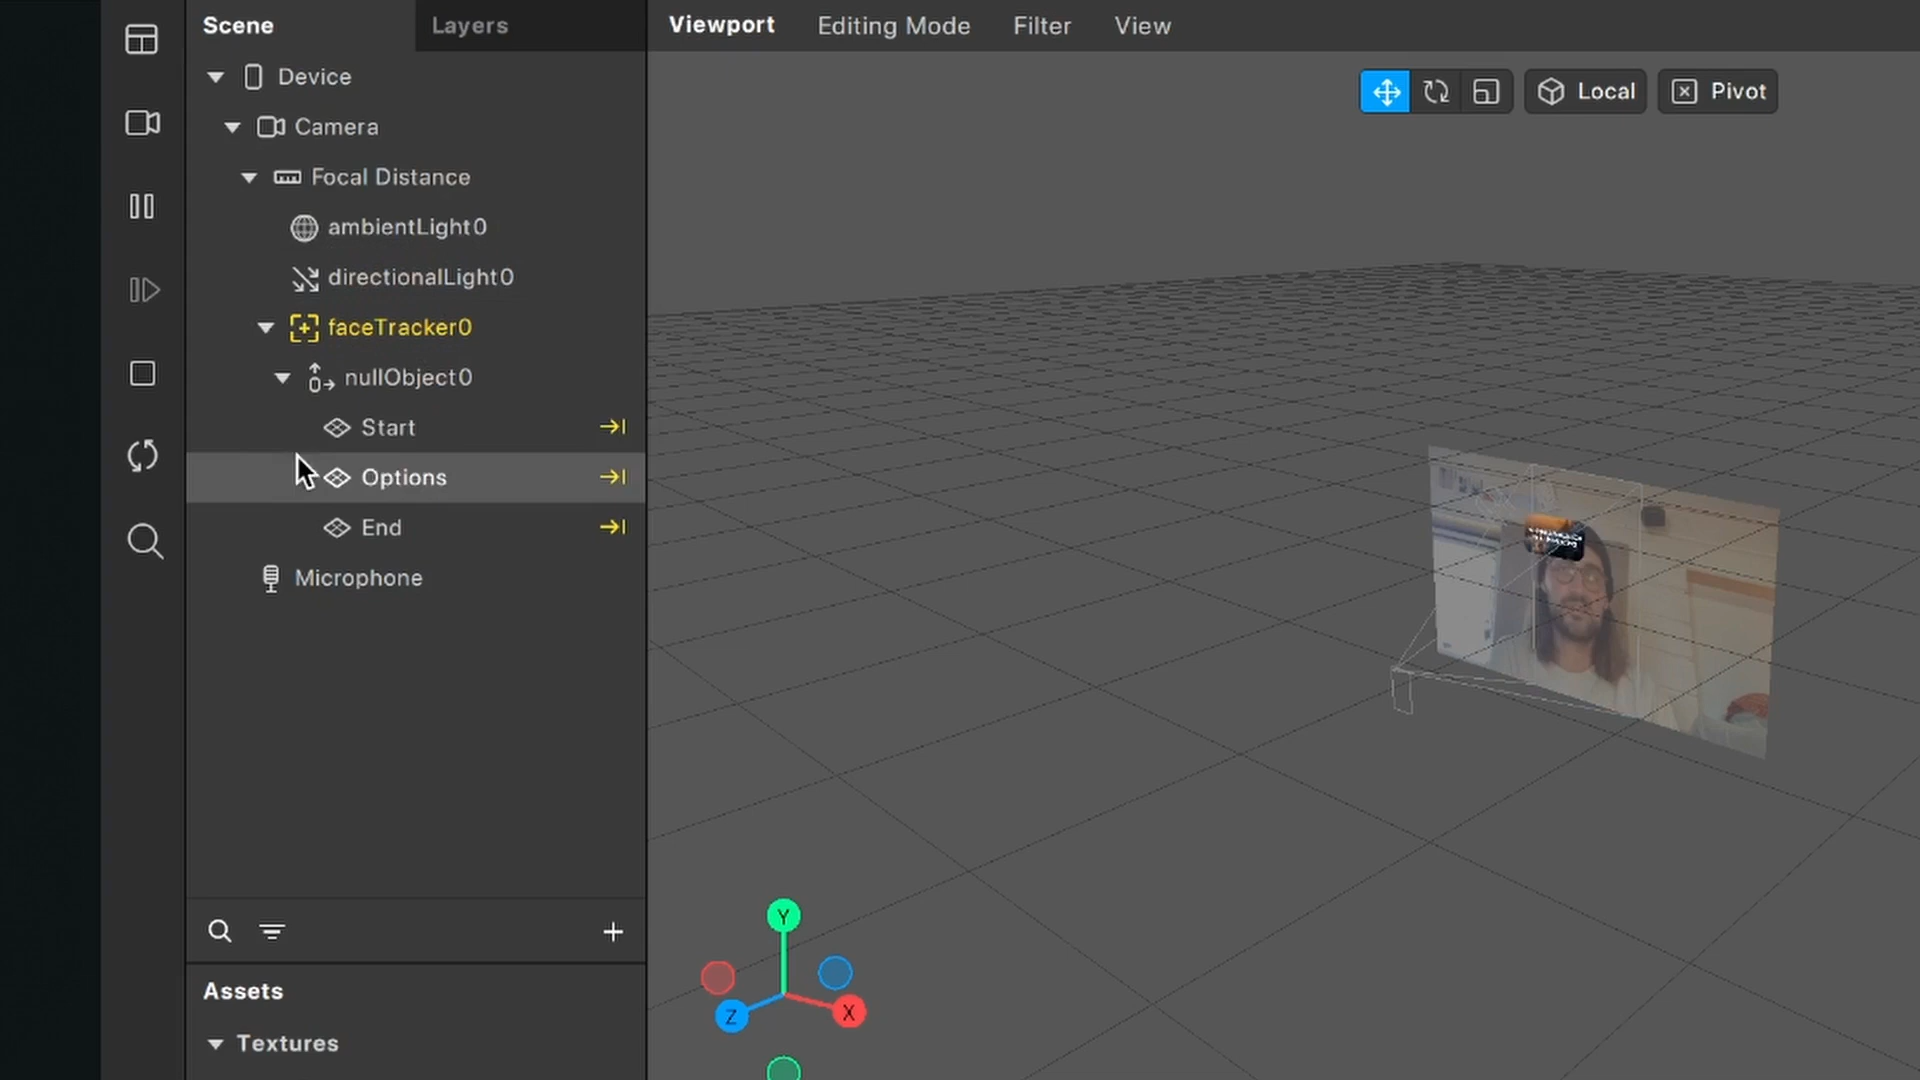 Scene
Layers
Viewport
Editing Mode
Filter
View
Device
Local
Pivot
Camera
Focal Distance
ambientLight0
directionalLight0
faceTracker0
nullObject0
Start
Options
End
Microphone
Y
Z
X
Assets
Textures